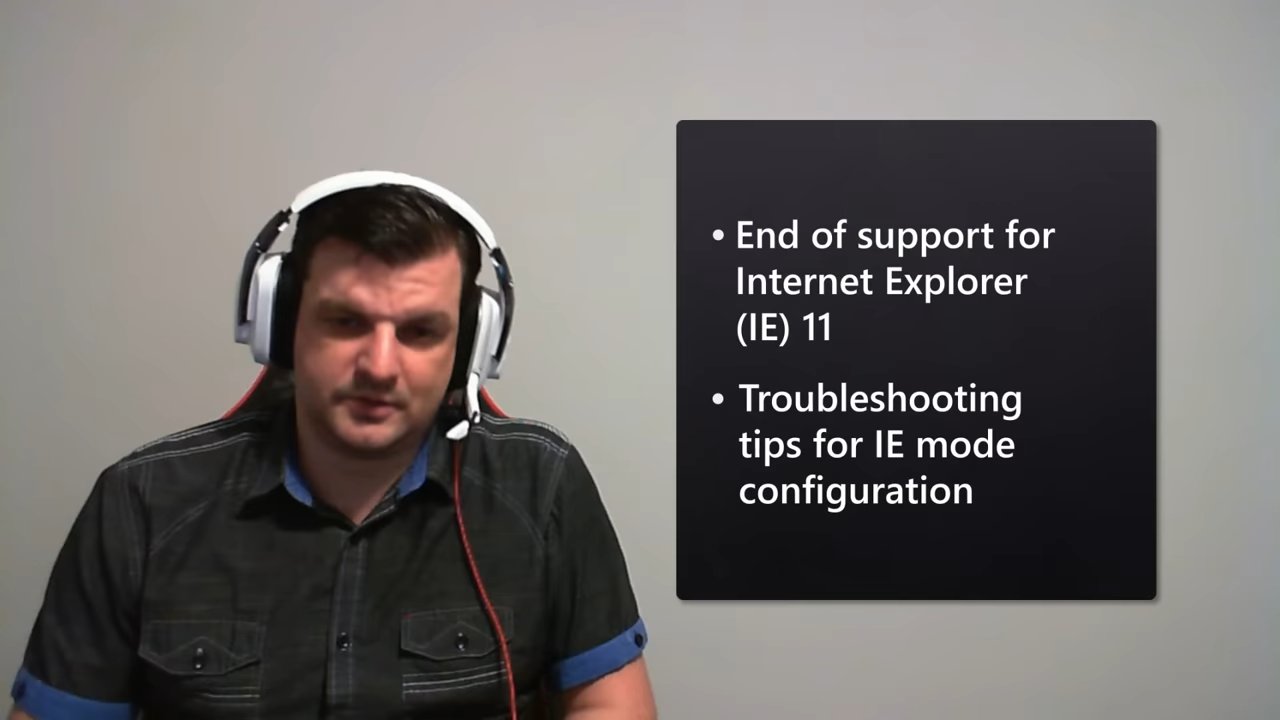 • End of support for
Internet Explorer
(IE) 11
• Troubleshooting
tips for IE mode
configuration